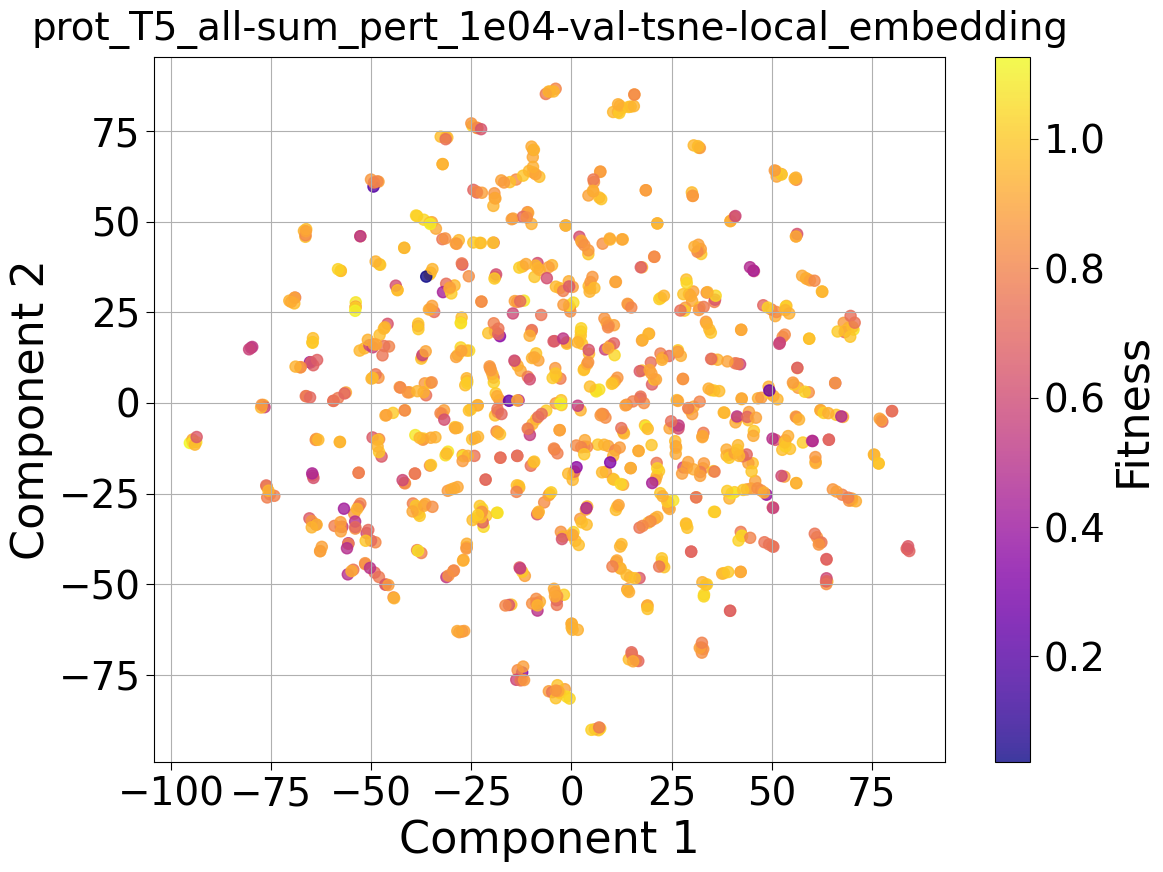 prot_T5_all-sum_pert_1e04-val-tsne-local_embedding
75
50
25
0
−25
−50
−75
Component 2
−100 −75 −50 −25 0 25 50 75
Component 1
1.0
0.8
0.6
0.4
0.2
Fitness